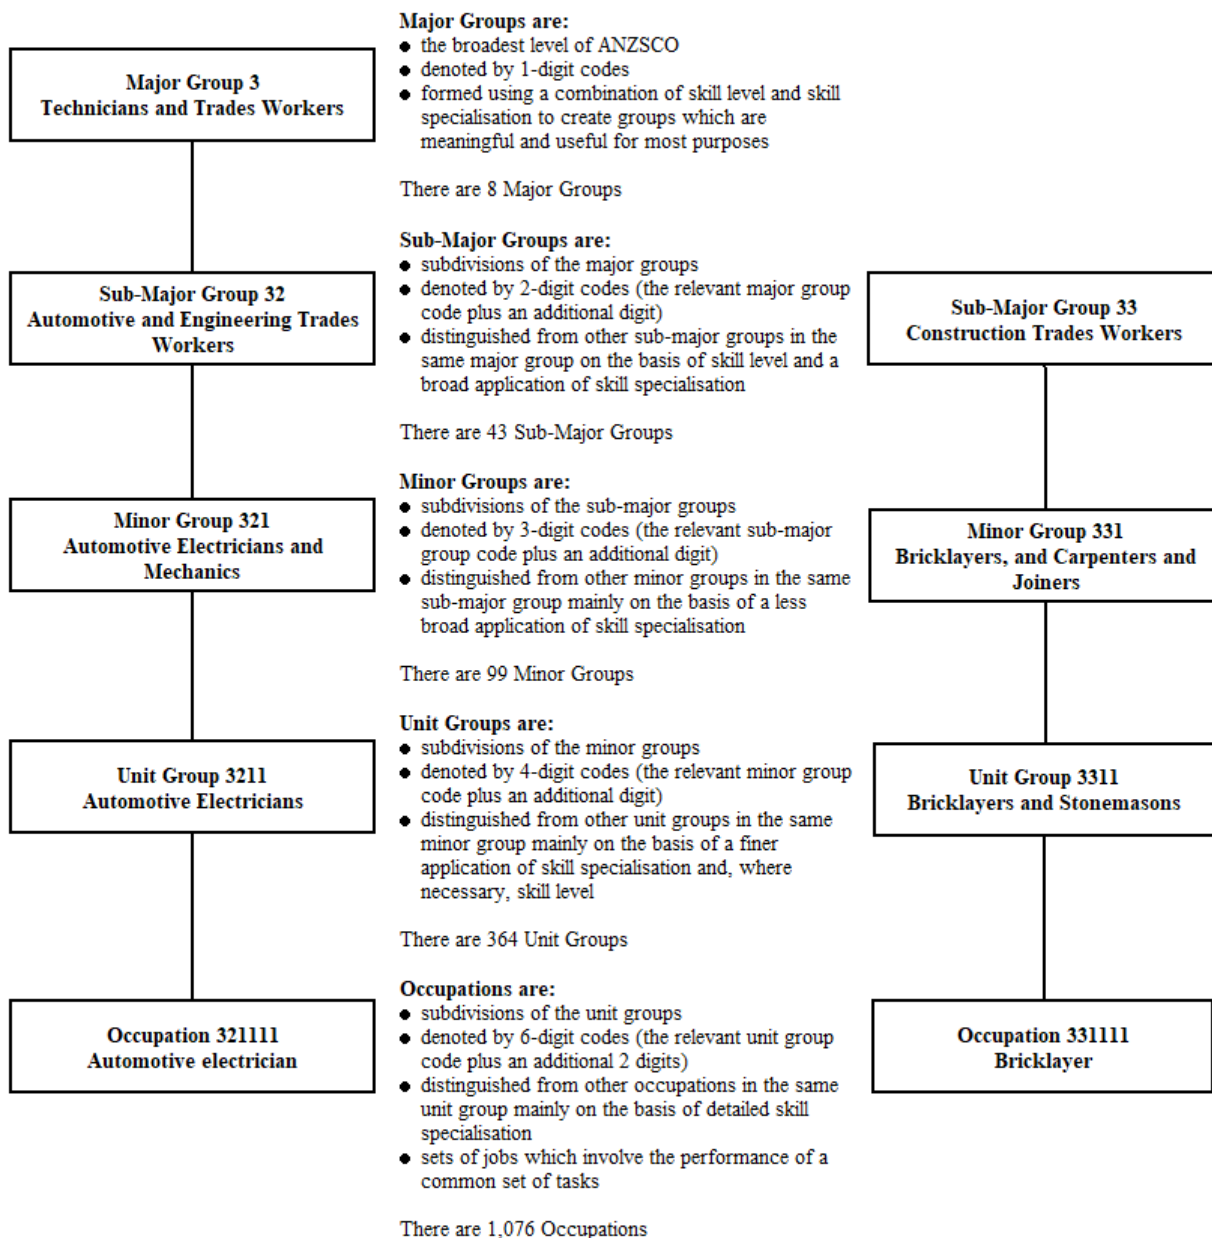 Major Group 3
Technicians and Trades Workers
Major Groups are:
● the broadest level of ANZSCO
● denoted by 1-digit codes
● formed using a combination of skill level and skill
specialisation to create groups which are
meaningful and useful for most purposes
There are 8 Major Groups
Sub-Major Group 32
Automotive and Engineering Trades
Workers
Sub-Major Groups are:
● subdivisions of the major groups
● denoted by 2-digit codes (the relevant major group
code plus an additional digit)
● distinguished from other sub-major groups in the
same major group on the basis of skill level and a
broad application of skill specialisation
There are 43 Sub-Major Groups
Sub-Major Group 33
Construction Trades Workers
Minor Group 321
Automotive Electricians and
Mechanics
Minor Groups are:
● subdivisions of the sub-major groups
● denoted by 3-digit codes (the relevant sub-major
group code plus an additional digit)
● distinguished from other minor groups in the same
sub-major group mainly on the basis of a less
broad application of skill specialisation
There are 99 Minor Groups
Minor Group 331
Bricklayers, and Carpenters and
Joiners
Unit Group 3211
Automotive Electricians
Unit Groups are:
● subdivisions of the minor groups
● denoted by 4-digit codes (the relevant minor group
code plus an additional digit)
● distinguished from other unit groups in the same
minor group mainly on the basis of a finer
application of skill specialisation and, where
necessary, skill level
There are 364 Unit Groups
Unit Group 3311
Bricklayers and Stonemasons
Occupation 321111
Automotive electrician
Occupations are:
● subdivisions of the unit groups
● denoted by 6-digit codes (the relevant unit group
code plus an additional 2 digits)
● distinguished from other occupations in the same
unit group mainly on the basis of detailed skill
specialisation
● sets of jobs which involve the performance of a
common set of tasks
There are 1,076 Occupations
Occupation 331111
Bricklayer